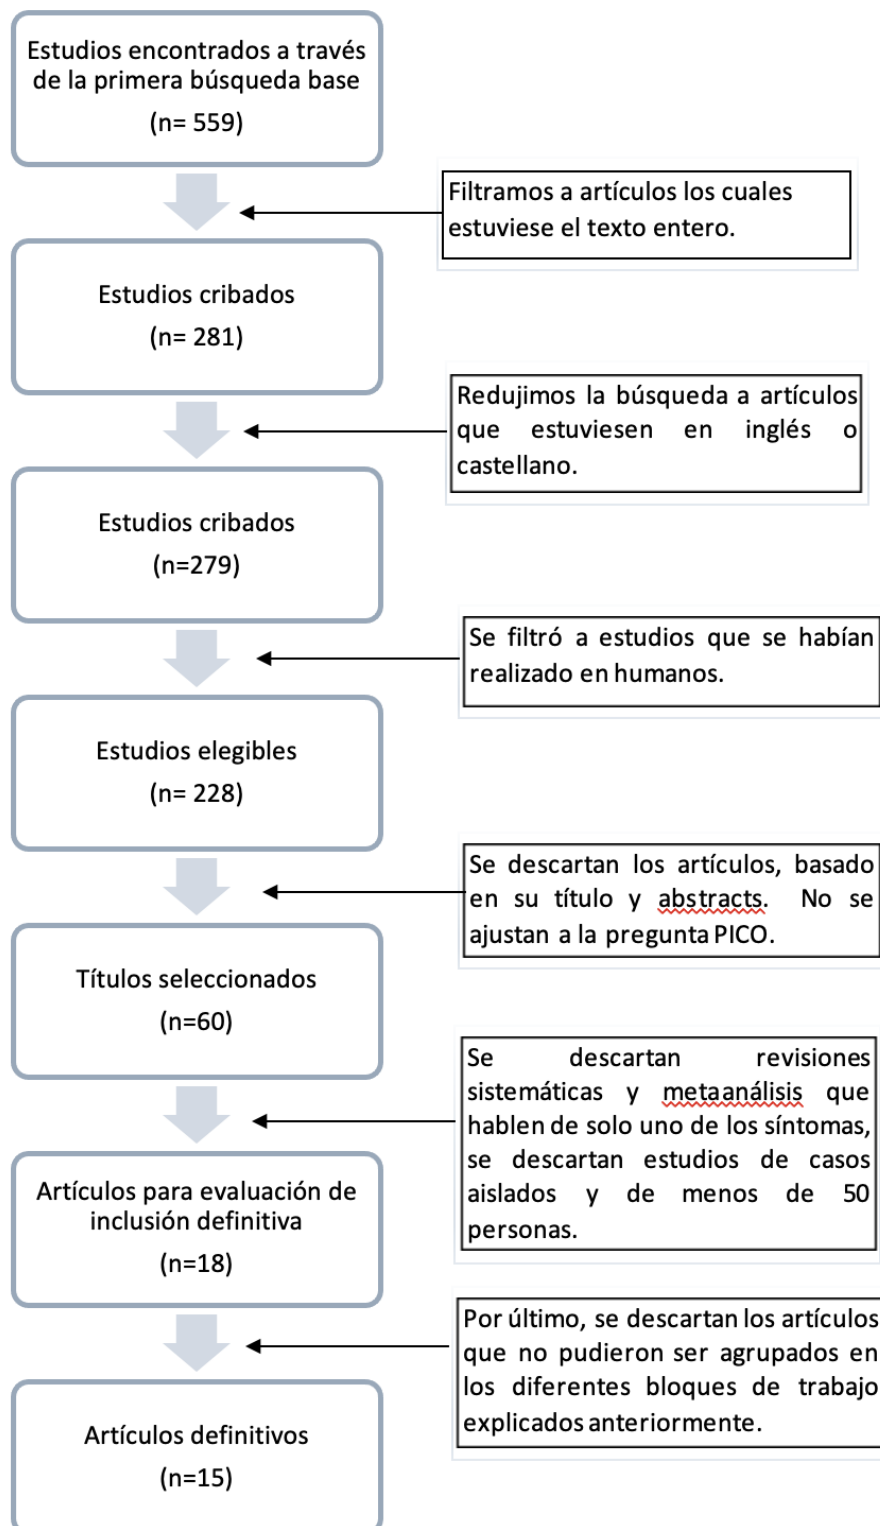 Estudios encontrados a través
de la primera búsqueda base
(n= 559)
Filtramos a artículos los cuales
estuviese el texto entero.
Estudios cribados
(n= 281)
Redujimos la búsqueda a artículos
que estuviesen en inglés o
castellano.
Estudios cribados
(n=279)
Se filtró a estudios que se habían
realizado en humanos.
Estudios elegibles
(n= 228)
Se descartan los artículos, basado
en su título y abstracts. No se
ajustan a la pregunta PICO.
Títulos seleccionados
(n=60)
Se descartan revisiones
sistemáticas y metaanálisis que
hablen de solo uno de los síntomas,
se descartan estudios de casos
aislados y de menos de 50
personas.
Artículos para evaluación de
inclusión definitiva
(n=18)
Por último, se descartan los artículos
que no pudieron ser agrupados en
los diferentes bloques de trabajo
explicados anteriormente.
Artículos definitivos
(n=15)